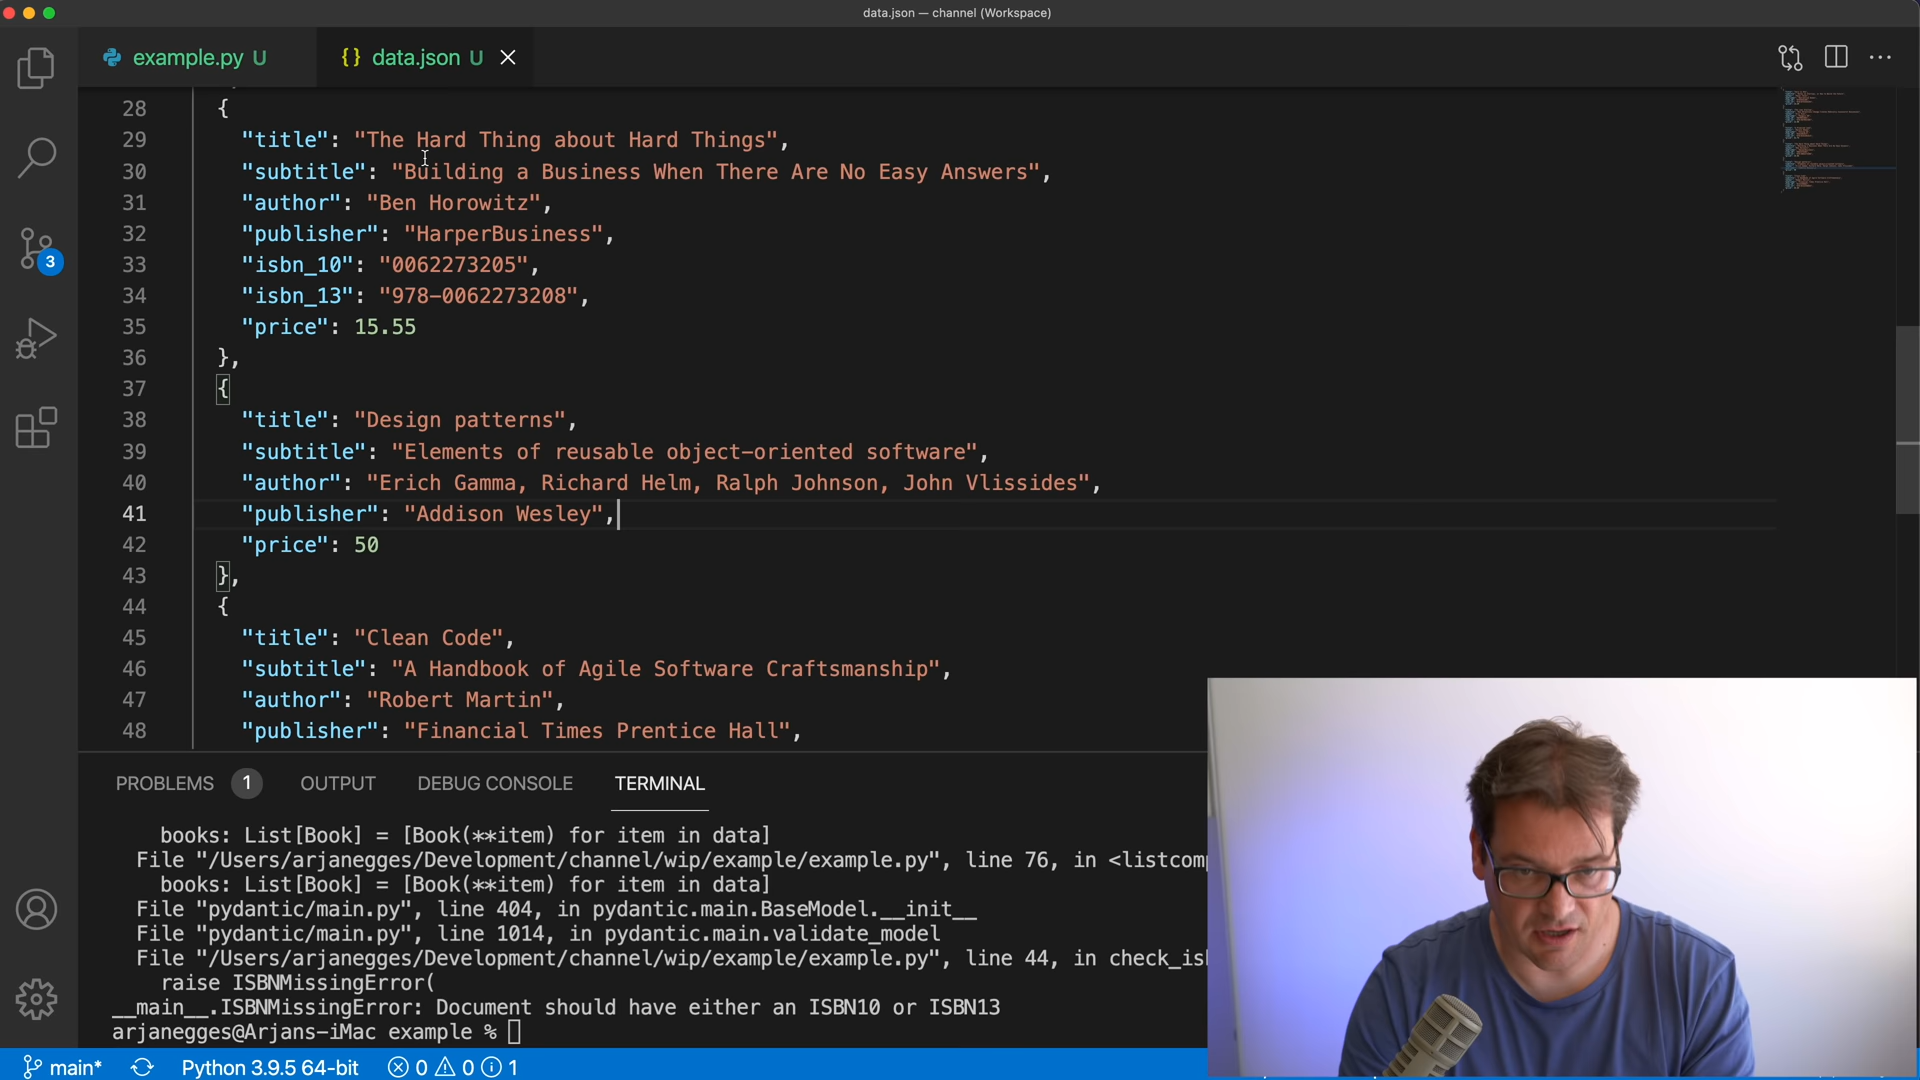 data.json — channel (Workspace)
example.py U
{} data.json U
28 {
29 "title": "The Hard Thing about Hard Things",
30 "subtitle": "Building a Business When There Are No Easy Answers",
31 "author": "Ben Horowitz",
32 "publisher": "HarperBusiness",
33 "isbn_10": "0062273205",
34 "isbn_13": "978-0062273208",
35 "price": 15.55
36 },
37 {
38 "title": "Design patterns",
39 "subtitle": "Elements of reusable object-oriented software",
40 "author": "Erich Gamma, Richard Helm, Ralph Johnson, John Vlissides",
41 "publisher": "Addison Wesley",
42 "price": 50
43 },
44 {
45 "title": "Clean Code",
46 "subtitle": "A Handbook of Agile Software Craftsmanship",
47 "author": "Robert Martin",
48 "publisher": "Financial Times Prentice Hall",
3
PROBLEMS 1 OUTPUT DEBUG CONSOLE TERMINAL
books: List[Book] = [Book(**item) for item in data]
File "/Users/arjanegges/Development/channel/wip/example/example.py", line 76, in <listcomp
books: List[Book] = [Book(**item) for item in data]
File "pydantic/main.py", line 404, in pydantic.main.BaseModel.__init__
File "pydantic/main.py", line 1014, in pydantic.main.validate_model
File "/Users/arjanegges/Development/channel/wip/example/example.py", line 44, in check_isb
raise ISBNMissingError(
__main__.ISBNMissingError: Document should have either an ISBN10 or ISBN13
arjanegges@Arjans-iMac example %
main* Python 3.9.5 64-bit 0 0 1